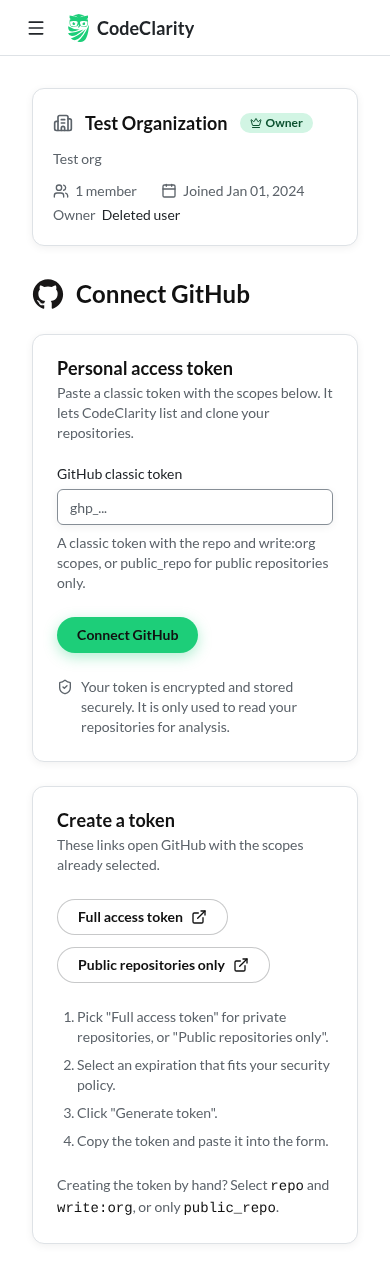 CodeClarity
Test Organization
Owner
Test org
1 member
Joined Jan 01, 2024
Owner Deleted user
Connect GitHub
Personal access token
Paste a classic token with the scopes below. It
lets CodeClarity list and clone your
repositories.
GitHub classic token
ghp_...
A classic token with the repo and write:org
scopes, or public_repo for public repositories
only.
Connect GitHub
Your token is encrypted and stored
securely. It is only used to read your
repositories for analysis.
Create a token
These links open GitHub with the scopes
already selected.
Full access token
Public repositories only
1. Pick "Full access token" for private
repositories, or "Public repositories only".
2. Select an expiration that fits your security
policy.
3. Click "Generate token".
4. Copy the token and paste it into the form.
Creating the token by hand? Select repo and
write:org, or only public_repo.